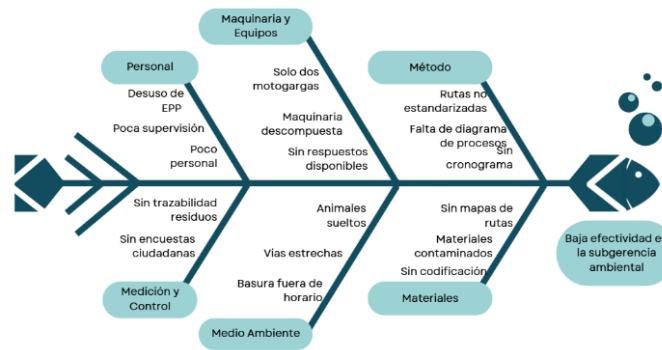 Maquinaria y
Equipos
Personal
Método
Solo dos
motogargas
Desuso de
EPP
Rutas no
estandarizadas
Poca supervisión
Maquinaria
descompuesta
Falta de diagrama
de procesos
Poco
personal
Sin respuestos
disponibles
Sin
cronograma
Sin trazabilidad
residuos
Animales
sueltos
Sin mapas de
rutas
Sin encuestas
ciudadanas
Vias estrechas
Materiales
contaminados
Baja efectividad e
la subgerencia
ambiental
Basura fuera de
horario
Sin codificación
Medición y
Control
Medio Ambiente
Materiales